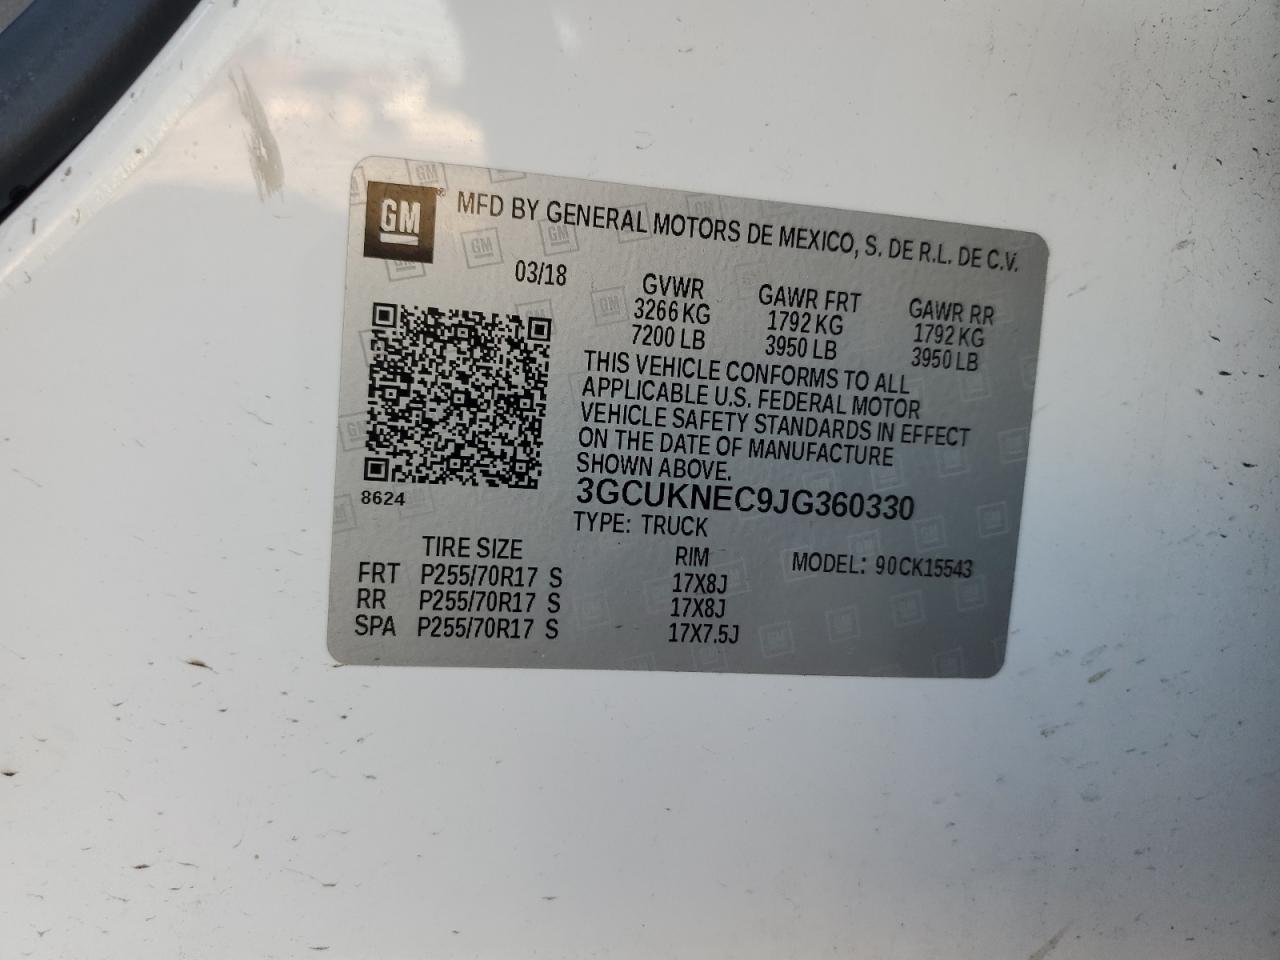 GM® MFD BY GENERAL MOTORS DE MEXICO, S. DE R.L. DE C.V.
03/18
GVWR GAWR FRT GAWR RR
3266 KG 1792 KG 1792 KG
7200 LB 3950 LB 3950 LB
THIS VEHICLE CONFORMS TO ALL
APPLICABLE U.S. FEDERAL MOTOR
VEHICLE SAFETY STANDARDS IN EFFECT
ON THE DATE OF MANUFACTURE
SHOWN ABOVE.
8624
3GCUKNEC9JG360330
TYPE: TRUCK
TIRE SIZE RIM MODEL: 90CK15543
FRT P255/70R17 S 17X8J
RR P255/70R17 S 17X8J
SPA P255/70R17 S 17X7.5J